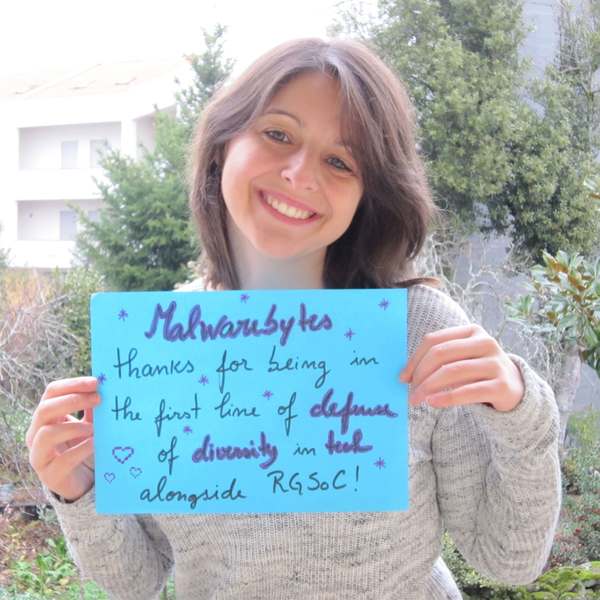 Malwarebytes
thanks for being in
the first line of defense
of diversity in tech
alongside RGSoC!